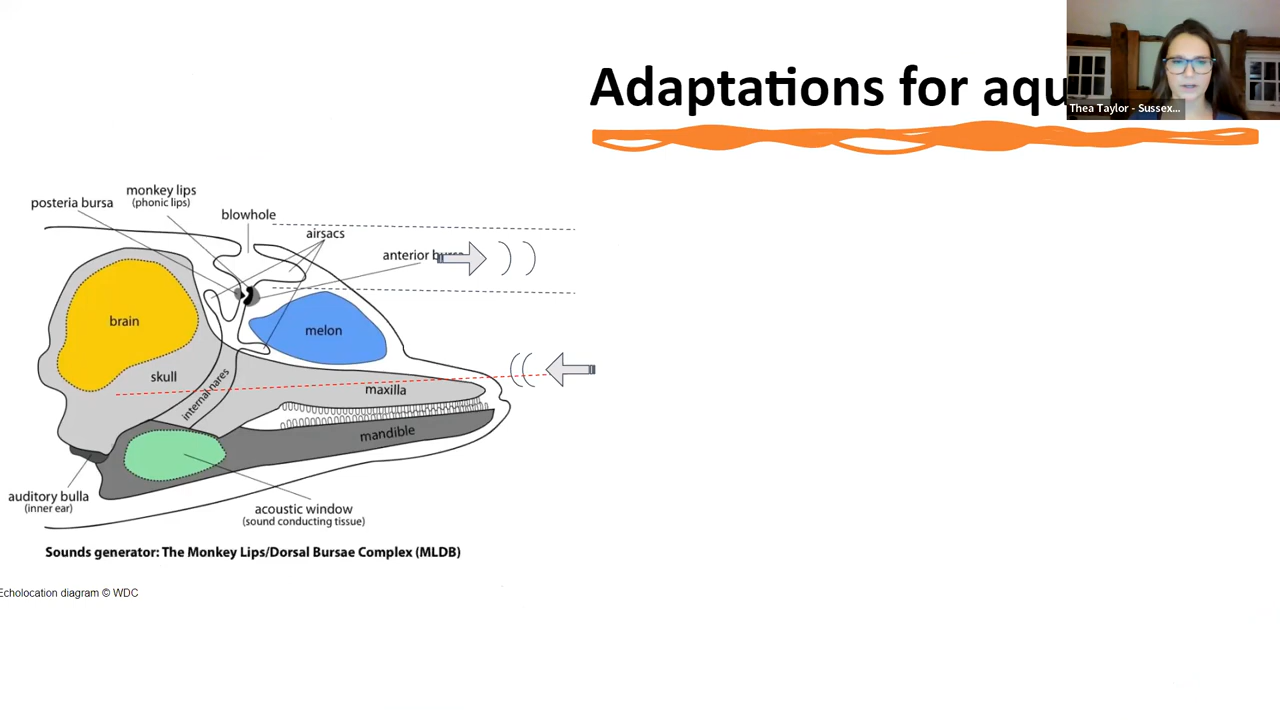 Adaptations for aqu
Thea Taylor - Sussex...
monkey lips
(phonic lips)
posteria bursa
blowhole
airsacs
anterior bursa
brain
melon
skull
internal nares
maxilla
mandible
auditory bulla
(inner ear)
acoustic window
(sound conducting tissue)
Sounds generator: The Monkey Lips/Dorsal Bursae Complex (MLDB)
Echolocation diagram © WDC